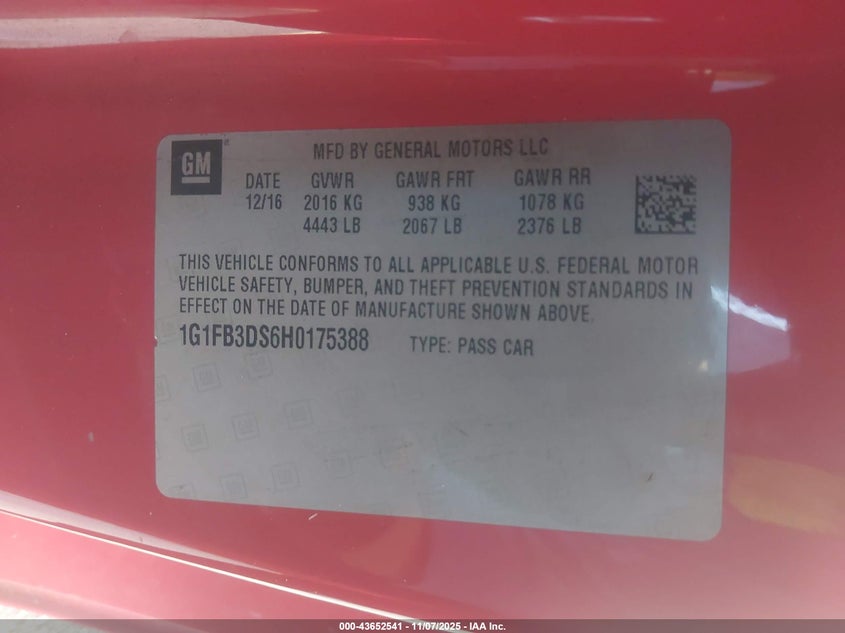 GM
MFD BY GENERAL MOTORS LLC
DATE GVWR GAWR FRT GAWR RR
12/16 2016 KG 938 KG 1078 KG
4443 LB 2067 LB 2376 LB
THIS VEHICLE CONFORMS TO ALL APPLICABLE U.S. FEDERAL MOTOR
VEHICLE SAFETY, BUMPER, AND THEFT PREVENTION STANDARDS IN
EFFECT ON THE DATE OF MANUFACTURE SHOWN ABOVE.
1G1FB3DS6H0175388 TYPE: PASS CAR
000-43652541 - 11/07/2025 - IAA Inc.